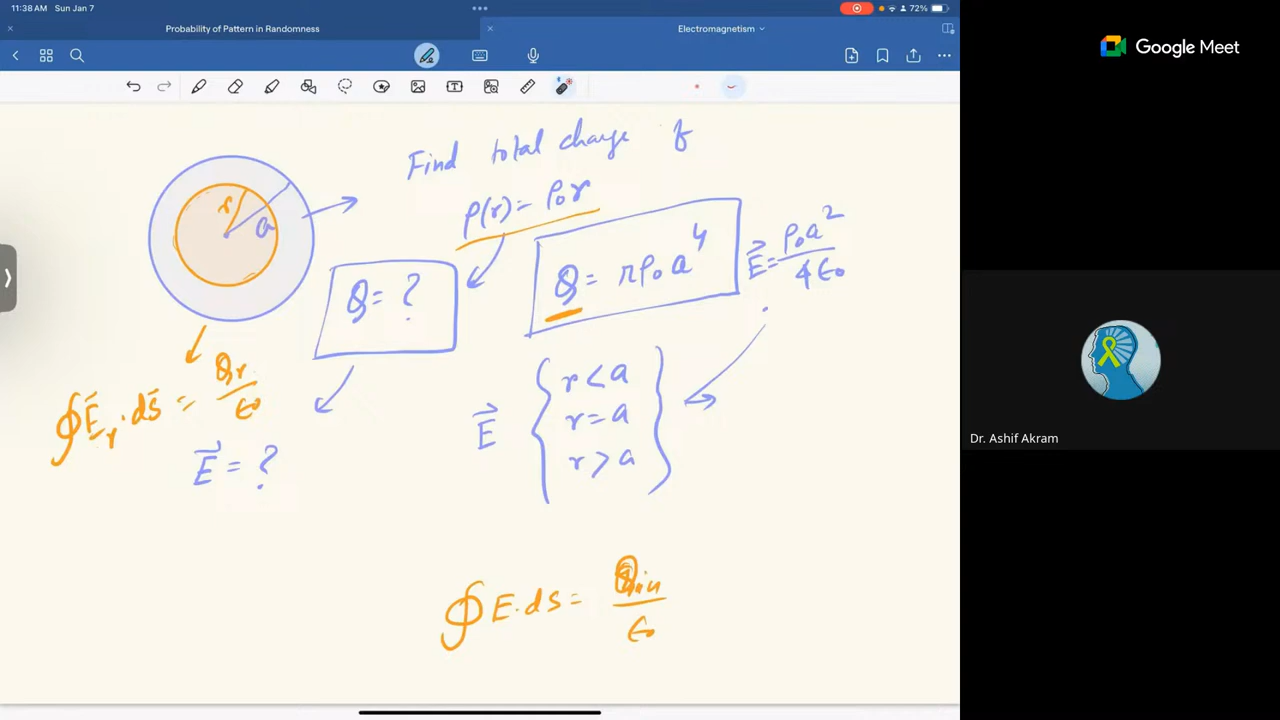 11:38 AM Sun Jan 7
72%
Probability of Pattern in Randomness
Electromagnetism
Google Meet
Find total charge of
ρ(r) = ρ₀r
r
a
Q = ?
Q = πρ₀a⁴
E⃗ = ρ₀a²/4ε₀
∮E⃗r · ds⃗ = Qr/ε₀
E⃗ = ?
E⃗ { r < a
r = a
r > a }
∮E · ds = Qin/ε₀
Dr. Ashif Akram